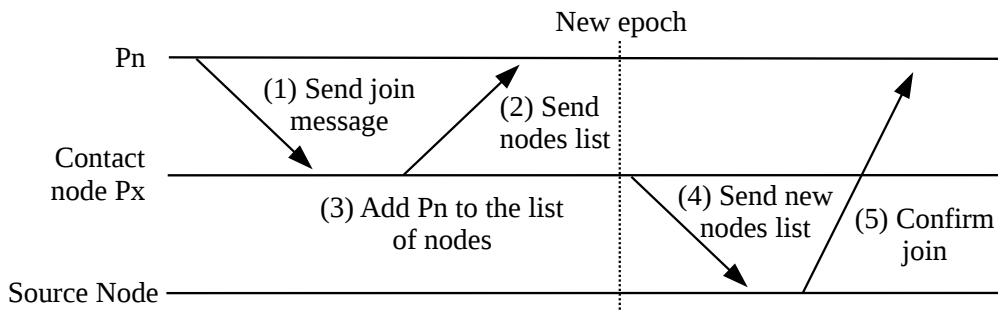 New epoch
Pn
(1) Send join
message
(2) Send
nodes list
Contact
node Px
(3) Add Pn to the list
of nodes
(4) Send new
nodes list
(5) Confirm
join
Source Node